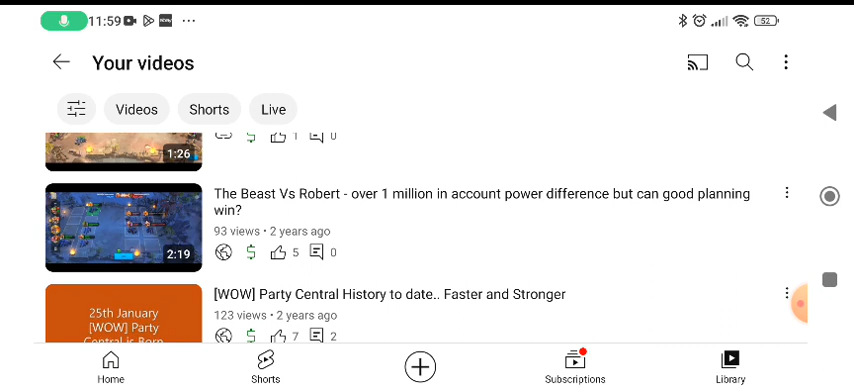 11:59
52
Your videos
Videos
Shorts
Live
1:26
1
0
The Beast Vs Robert - over 1 million in account power difference but can good planning
win?
93 views • 2 years ago
2:19
5
0
25th January
[WOW] Party
Central is Born
[WOW] Party Central History to date.. Faster and Stronger
123 views • 2 years ago
7
2
Home
Shorts
Subscriptions
Library